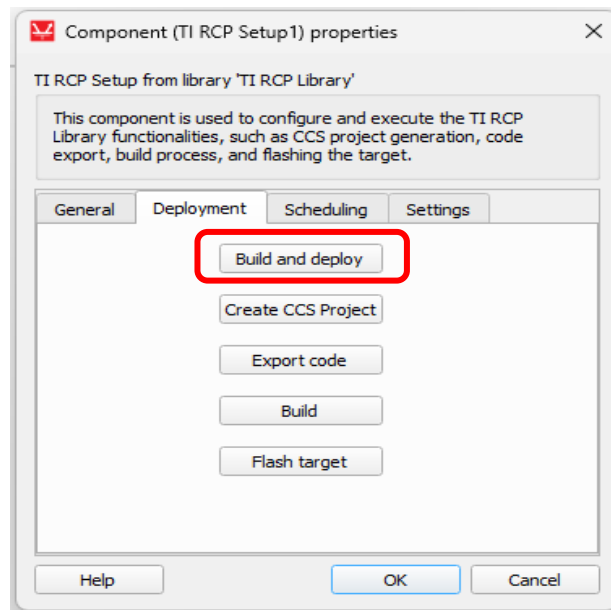 Component (TI RCP Setup1) properties
TI RCP Setup from library 'TI RCP Library'
This component is used to configure and execute the TI RCP
Library functionalities, such as CCS project generation, code
export, build process, and flashing the target.
General Deployment Scheduling Settings
Build and deploy
Create CCS Project
Export code
Build
Flash target
Help OK Cancel